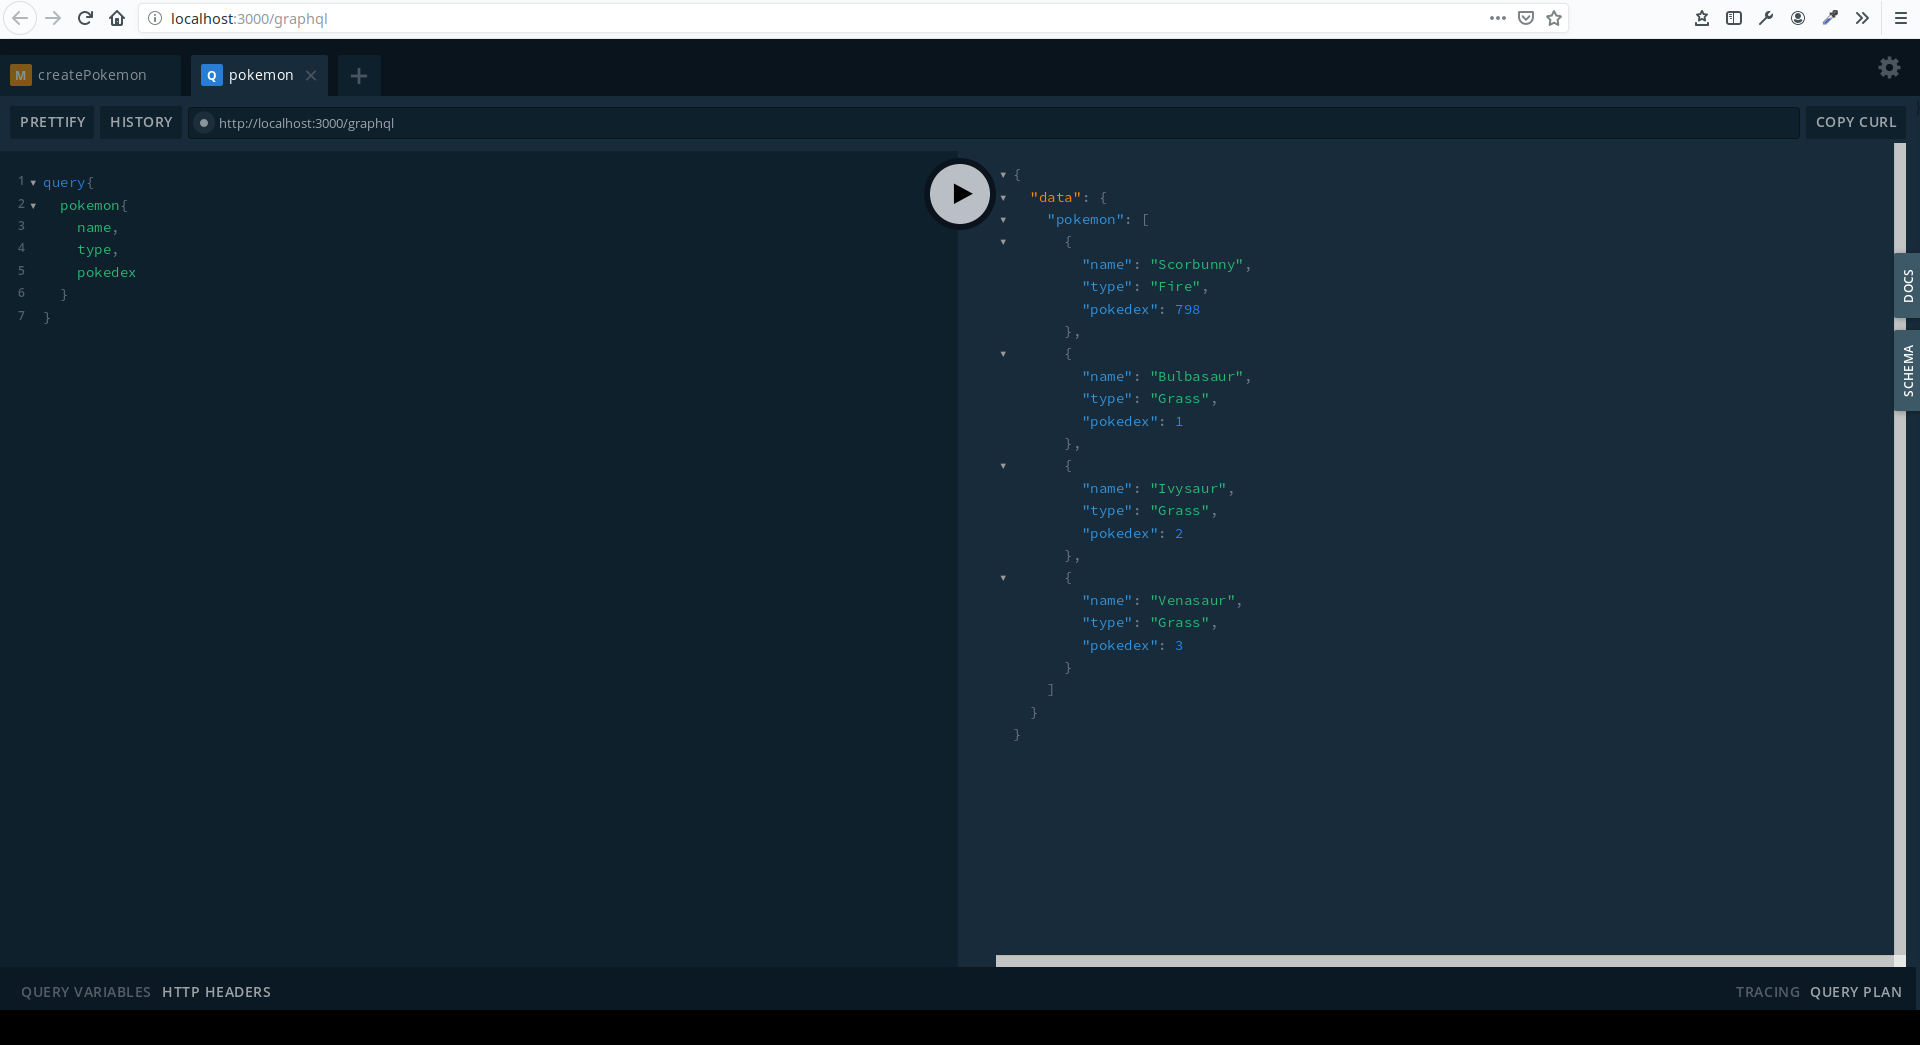 localhost:3000/graphql
M createPokemon
Q pokemon
PRETTIFY
HISTORY
http://localhost:3000/graphql
COPY CURL
1 query{
2 pokemon{
3 name,
4 type,
5 pokedex
6 }
7 }
{
"data": {
"pokemon": [
{
"name": "Scorbunny",
"type": "Fire",
"pokedex": 798
},
{
"name": "Bulbasaur",
"type": "Grass",
"pokedex": 1
},
{
"name": "Ivysaur",
"type": "Grass",
"pokedex": 2
},
{
"name": "Venasaur",
"type": "Grass",
"pokedex": 3
}
]
}
}
DOCS
SCHEMA
QUERY VARIABLES
HTTP HEADERS
TRACING
QUERY PLAN